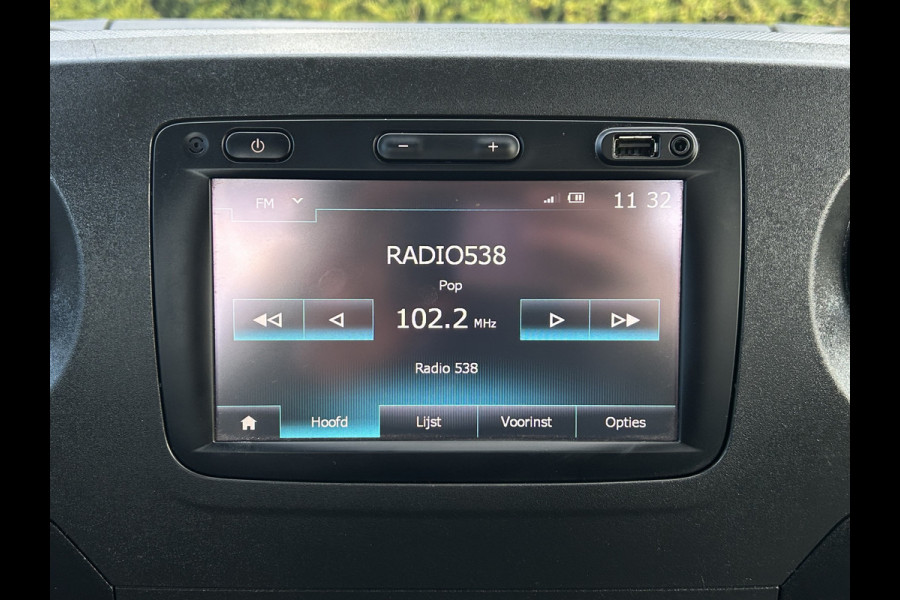 FM 11 32
RADIO538
Pop
102.2 MHz
Radio 538
Hoofd Lijst Voorinst Opties